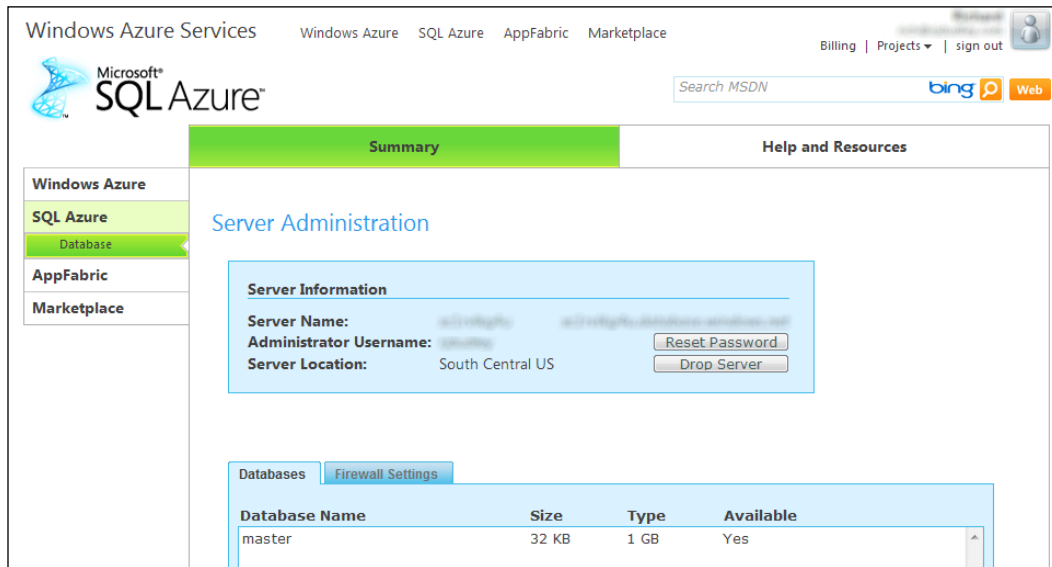 Windows Azure Services Windows Azure SQL Azure AppFabric Marketplace
Billing | Projects | sign out
Microsoft® SQL Azure™
Search MSDN bing Web
Summary Help and Resources
Windows Azure
SQL Azure
Database
AppFabric
Marketplace
Server Administration
Server Information
Server Name:
Administrator Username: Reset Password
Server Location: South Central US Drop Server
Databases Firewall Settings
Database Name Size Type Available
master 32 KB 1 GB Yes